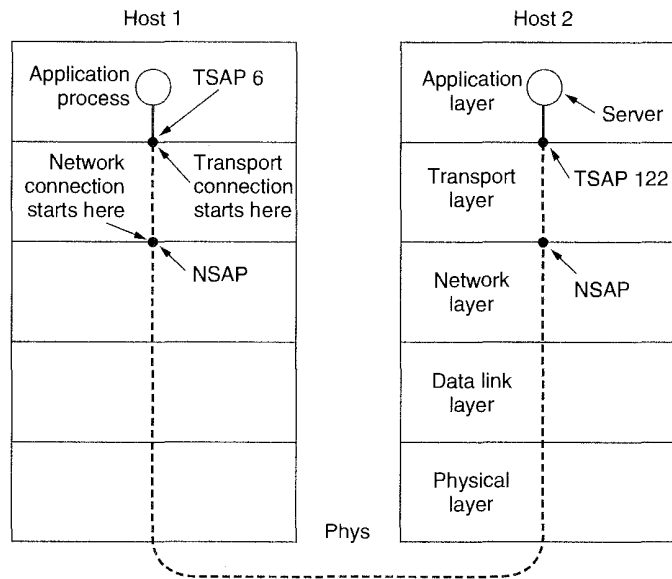 Host 1
Host 2
Application
process
TSAP 6
Network
connection
starts here
Transport
connection
starts here
NSAP
Application
layer
Server
Transport
layer
TSAP 122
Network
layer
NSAP
Data link
layer
Physical
layer
Phys